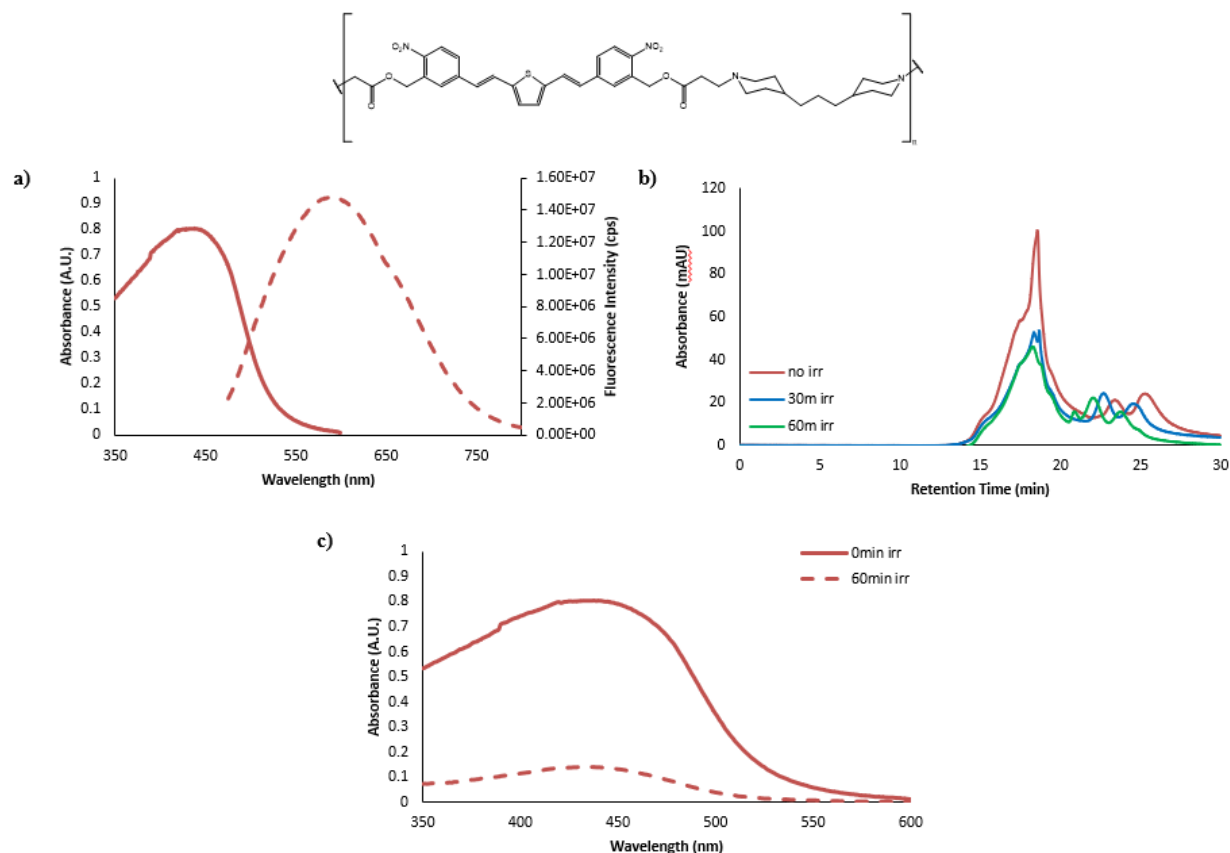 O₂N
NO₂
O
S
O
N
N
O
O
n
a)
b)
1
0.9
0.8
0.7
0.6
0.5
0.4
0.3
0.2
0.1
0
Absorbance (A.U.)
1.60E+07
1.40E+07
1.20E+07
1.00E+07
8.00E+06
6.00E+06
4.00E+06
2.00E+06
0.00E+00
Fluorescence Intensity (cps)
350 450 550 650 750
Wavelength (nm)
120
100
80
60
40
20
0
Absorbance (mAU)
no irr
30m irr
60m irr
0 5 10 15 20 25 30
Retention Time (min)
c)
0min irr
60min irr
1
0.9
0.8
0.7
0.6
0.5
0.4
0.3
0.2
0.1
0
Absorbance (A.U.)
350 400 450 500 550 600
Wavelength (nm)